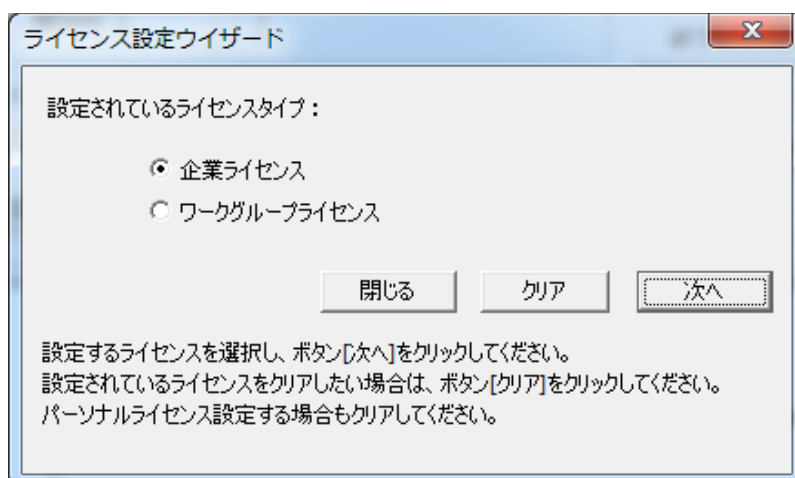 ライセンス設定ウイザード
設定されているライセンスタイプ：
企業ライセンス
ワークグループライセンス
閉じる クリア 次へ
設定するライセンスを選択し、ボタン[次へ]をクリックしてください。
設定されているライセンスをクリアしたい場合は、ボタン[クリア]をクリックしてください。
パーソナルライセンス設定する場合もクリアしてください。